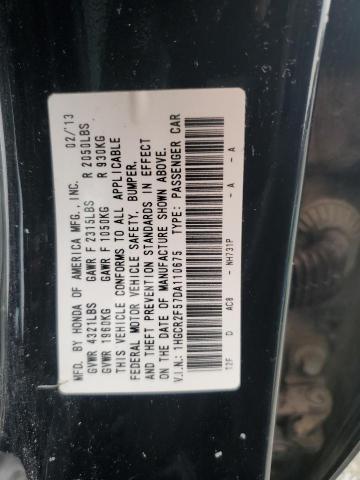 MFD. BY HONDA OF AMERICA MFG., INC. 02/'13
GVWR 4321LBS GAWR F 2315LBS R 2050LBS
GVWR 1960KG GAWR F 1050KG R 930KG
THIS VEHICLE CONFORMS TO ALL APPLICABLE
FEDERAL MOTOR VEHICLE SAFETY, BUMPER,
AND THEFT PREVENTION STANDARDS IN EFFECT
ON THE DATE OF MANUFACTURE SHOWN ABOVE.
V.I.N.: 1HGCR2F57DA110675 TYPE: PASSENGER CAR
T2F D AC8 - NH731P - A - A